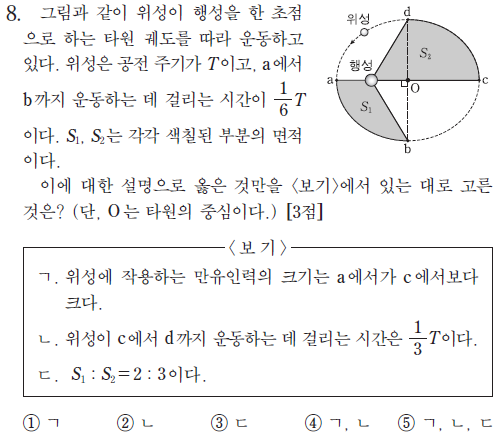 8. 그림과 같이 위성이 행성을 한 초점
으로 하는 타원 궤도를 따라 운동하고
있다. 위성은 공전 주기가 T이고, a에서
b까지 운동하는 데 걸리는 시간이 1/6 T
이다. S₁, S₂는 각각 색칠된 부분의 면적
이다.
위성
d
행성
S₂
a
O
c
S₁
b
이에 대한 설명으로 옳은 것만을 〈보기〉에서 있는 대로 고른
것은? (단, O는 타원의 중심이다.) [3점]
〈보 기〉
ㄱ. 위성에 작용하는 만유인력의 크기는 a에서가 c에서보다
크다.
ㄴ. 위성이 c에서 d까지 운동하는 데 걸리는 시간은 1/3 T이다.
ㄷ. S₁ : S₂ = 2 : 3이다.
① ㄱ ② ㄴ ③ ㄷ ④ ㄱ, ㄴ ⑤ ㄱ, ㄴ, ㄷ